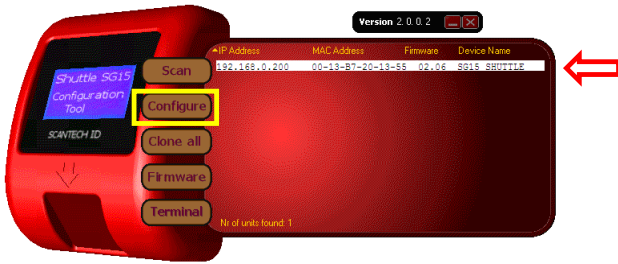 Version 2. 0. 0. 2
IP Address MAC Address Firmware Device Name
192.168.0.200 00-13-B7-20-13-55 02.06 SG15 SHUTTLE
Shuttle SG15
Configuration
Tool
SCANTECH ID
Scan
Configure
Clone all
Firmware
Terminal
Nr of units found: 1